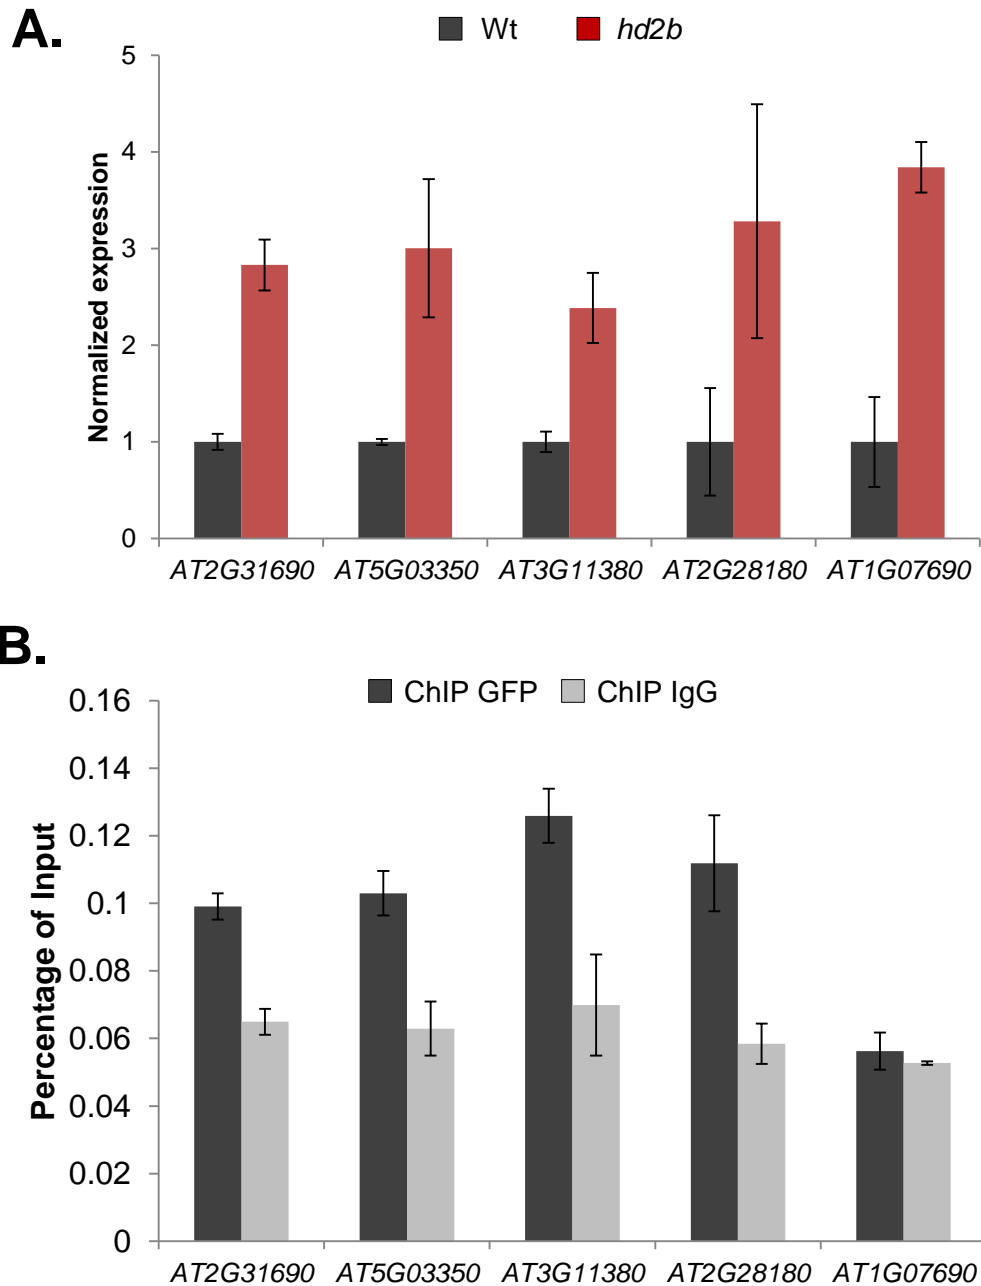 A.
Wt hd2b
5
4
3
2
1
0
Normalized expression
AT2G31690 AT5G03350 AT3G11380 AT2G28180 AT1G07690
B.
ChIP GFP ChIP IgG
0.16
0.14
0.12
0.1
0.08
0.06
0.04
0.02
0
Percentage of Input
AT2G31690 AT5G03350 AT3G11380 AT2G28180 AT1G07690